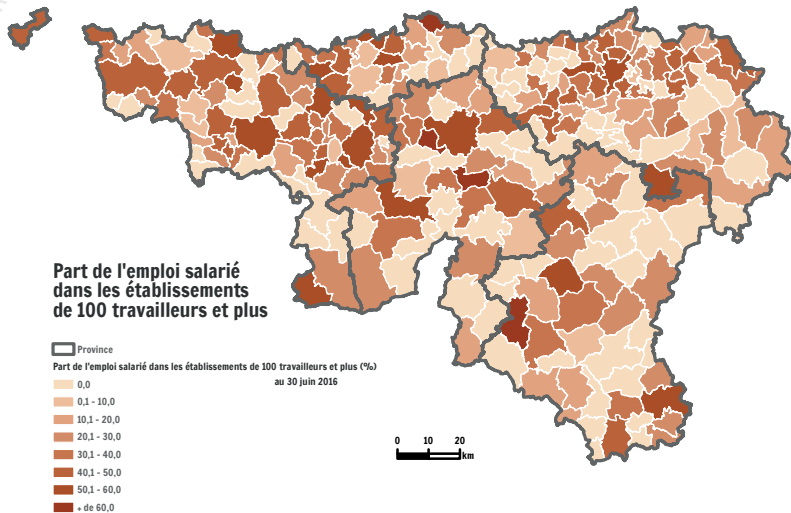 Part de l'emploi salarié
dans les établissements
de 100 travailleurs et plus
Province
Part de l'emploi salarié dans les établissements de 100 travailleurs et plus (%)
au 30 juin 2016
0,0
0,1 - 10,0
10,1 - 20,0
20,1 - 30,0
30,1 - 40,0
40,1 - 50,0
50,1 - 60,0
+ de 60,0
0 10 20
km